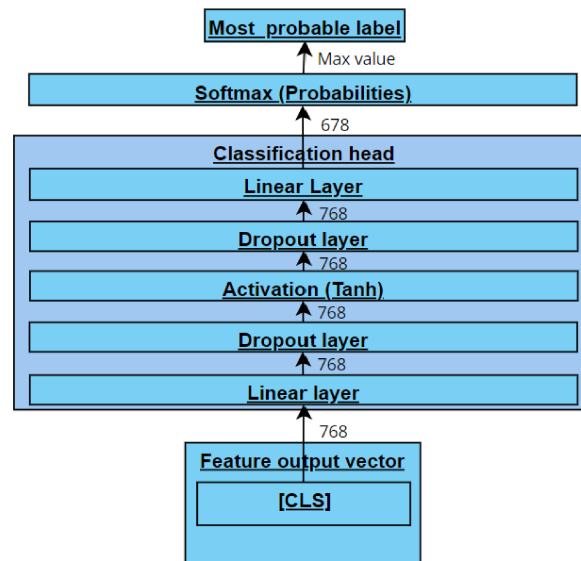 Most probable label
Max value
Softmax (Probabilities)
678
Classification head
Linear Layer
768
Dropout layer
768
Activation (Tanh)
768
Dropout layer
768
Linear layer
768
Feature output vector
[CLS]